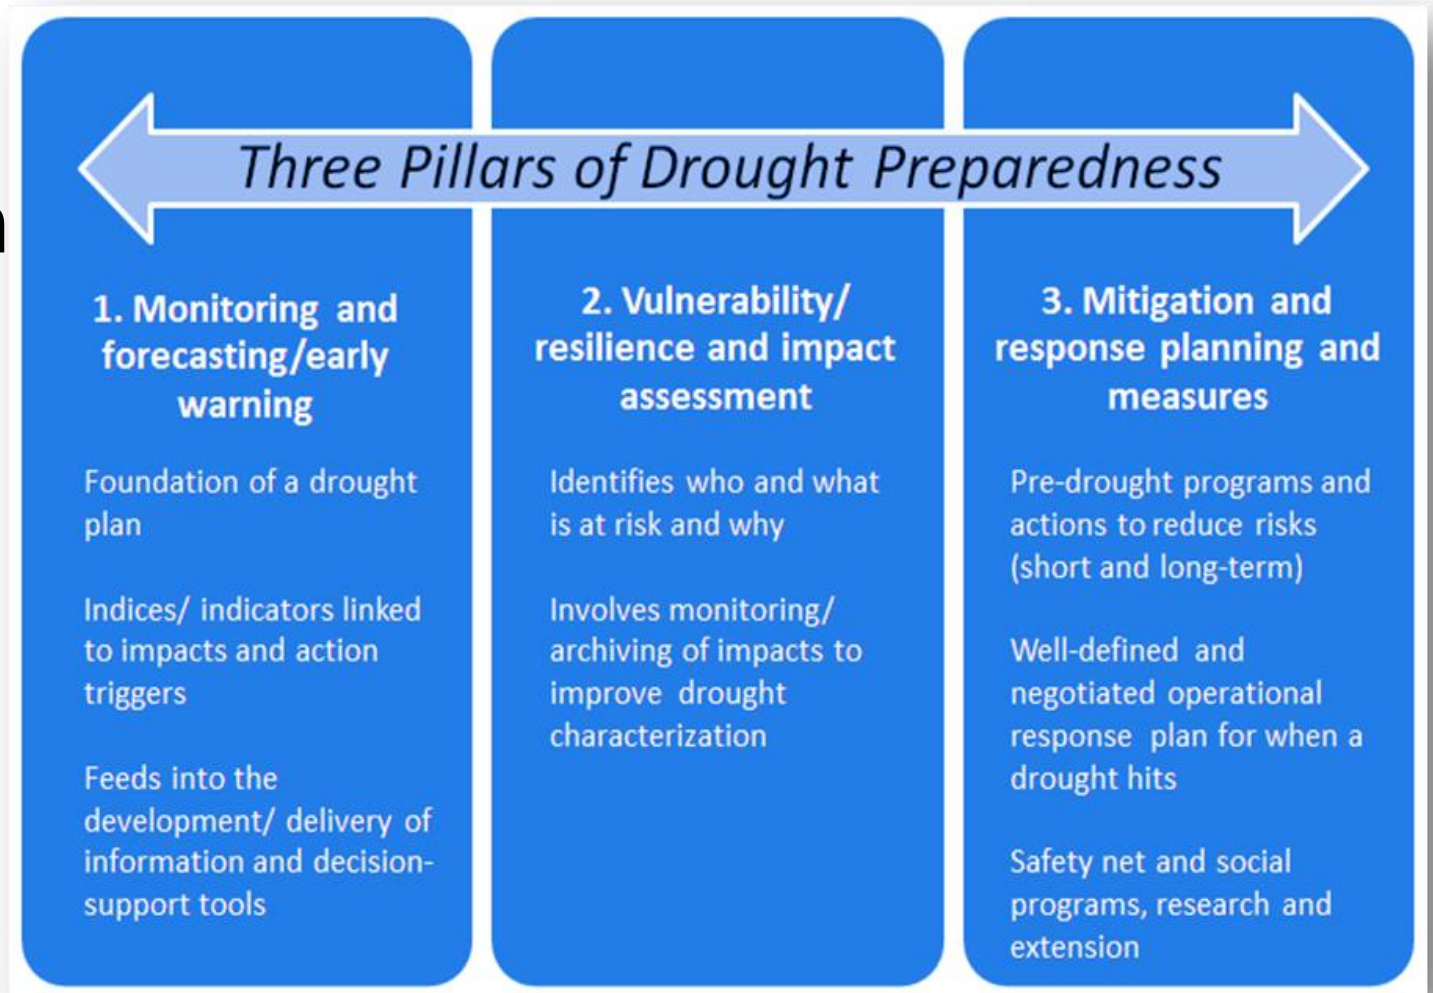 Three Pillars of Drought Preparedness
1. Monitoring and
forecasting/early
warning
Foundation of a drought
plan
Indices/ indicators linked
to impacts and action
triggers
Feeds into the
development/ delivery of
information and decision-
support tools
2. Vulnerability/
resilience and impact
assessment
Identifies who and what
is at risk and why
Involves monitoring/
archiving of impacts to
improve drought
characterization
3. Mitigation and
response planning and
measures
Pre-drought programs and
actions to reduce risks
(short and long-term)
Well-defined and
negotiated operational
response plan for when a
drought hits
Safety net and social
programs, research and
extension